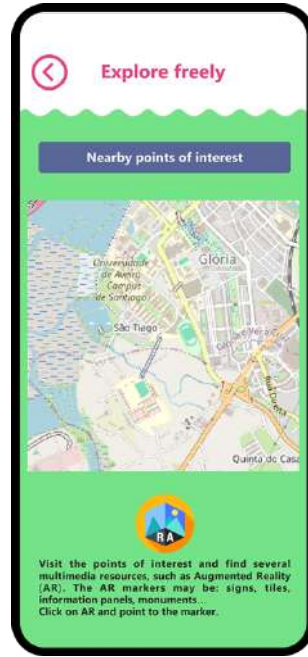 Explore freely
Nearby points of interest
Universidade
de Aveiro
Campus
de Santiago
Glória
São Tiago
Rua Direita
Quinta do Casa
RA
Visit the points of interest and find several
multimedia resources, such as Augmented Reality
(AR). The AR markers may be: signs, tiles,
information panels, monuments...
Click on AR and point to the marker.